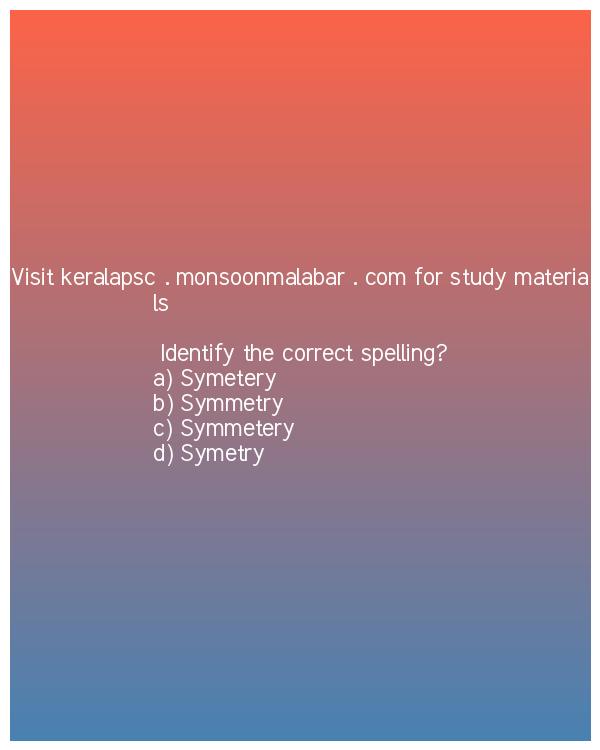 Visit keralapsc . monsoonmalabar . com for study materia
ls
Identify the correct spelling?
a) Symetery
b) Symmetry
c) Symmetery
d) Symetry